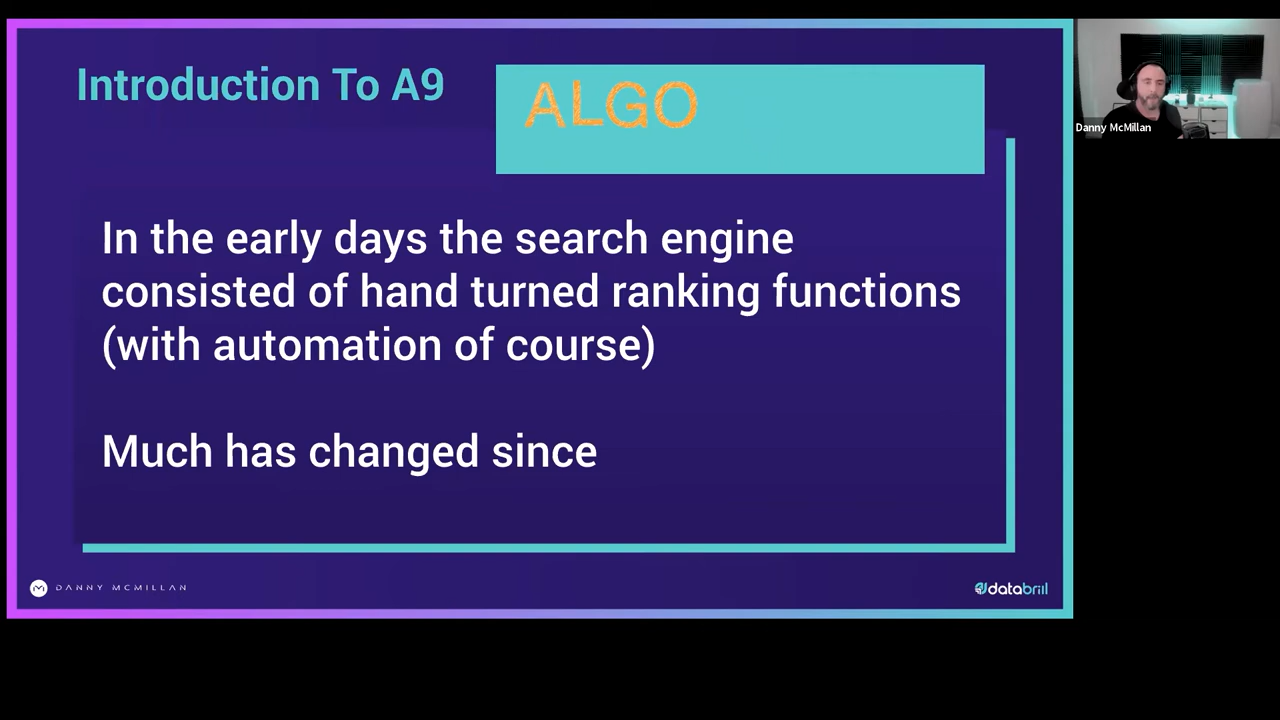 Introduction To A9
ALGO
Danny McMillan
In the early days the search engine
consisted of hand turned ranking functions
(with automation of course)
Much has changed since
DANNY MCMILLAN
databrill